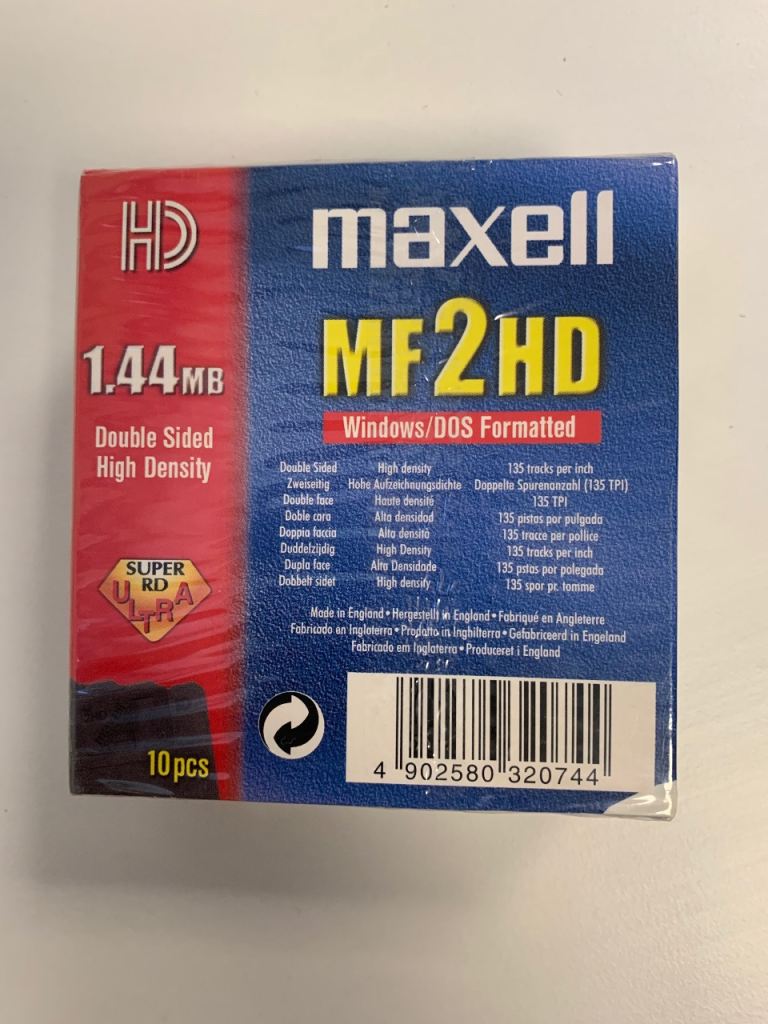 HD
maxell
1.44MB
MF2HD
Double Sided
High Density
Windows/DOS Formatted
Double Sided High density 135 tracks per inch
Zweiseitig Hohe Aufzeichnungsdichte Doppelte Spurenanzahl (135 TPI)
Double face Haute densité 135 TPI
Doble cara Alta densidad 135 pistas por pulgada
Doppia faccia Alta densità 135 tracce per pollice
Duddelzijdig High Density 135 tracks per inch
Dupla face Alta Densidade 135 pstas por polegada
Dobbelt sidet High density 135 spor pr. tomme
SUPER
RD
ULTRA
Made in England • Hergestellt in England • Fabriqué en Angleterre
Fabricado en Inglaterra • Prodotto in Inghilterra • Gefabriceerd in Engeland
Fabricado em Inglaterra • Produceret i England
10pcs
4 902580 320744